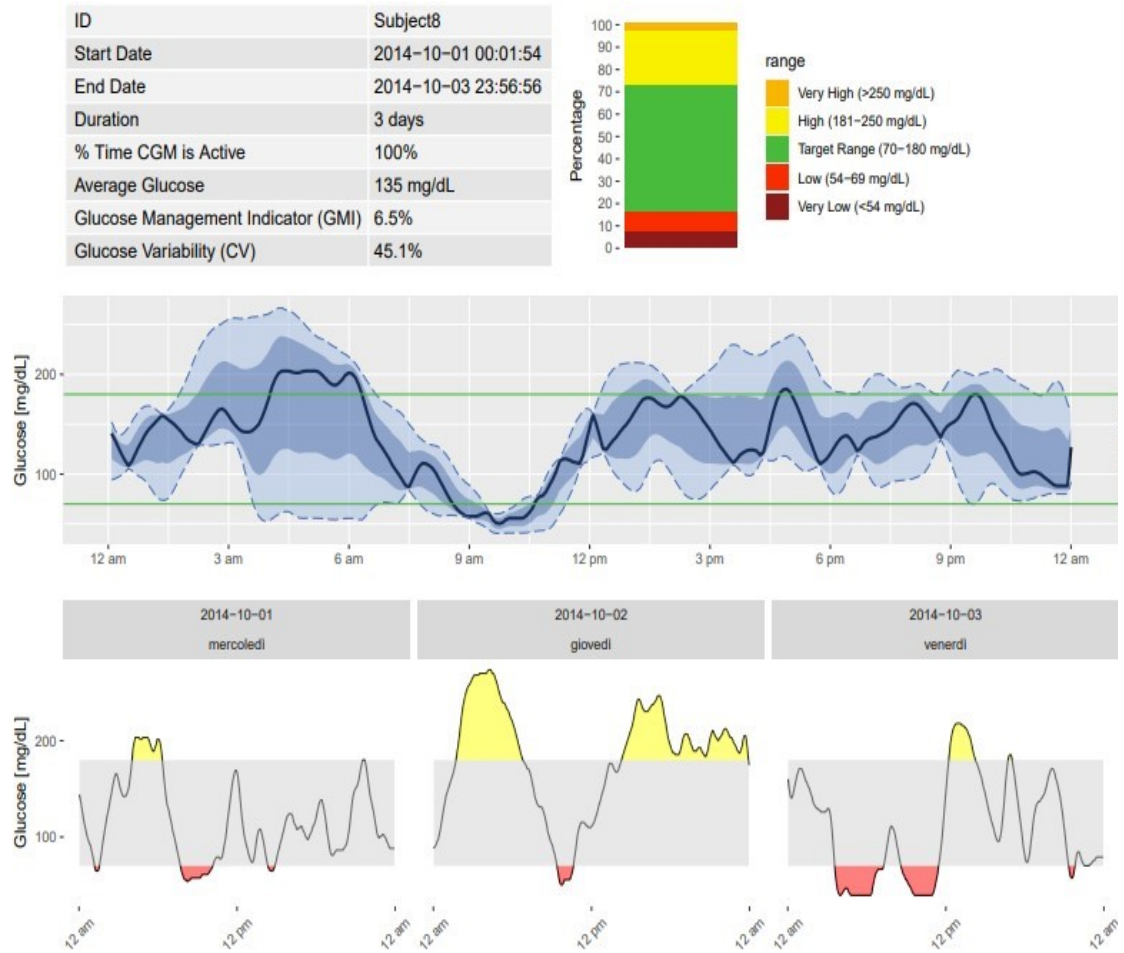 ID Subject8
Start Date 2014−10−01 00:01:54
End Date 2014−10−03 23:56:56
Duration 3 days
% Time CGM is Active 100%
Average Glucose 135 mg/dL
Glucose Management Indicator (GMI) 6.5%
Glucose Variability (CV) 45.1%
Percentage
100
90
80
70
60
50
40
30
20
10
0
range
Very High (>250 mg/dL)
High (181−250 mg/dL)
Target Range (70−180 mg/dL)
Low (54−69 mg/dL)
Very Low (<54 mg/dL)
Glucose [mg/dL]
200
100
12 am 3 am 6 am 9 am 12 pm 3 pm 6 pm 9 pm 12 am
2014−10−01 2014−10−02 2014−10−03
mercoledì giovedì venerdì
Glucose [mg/dL]
200
100
12 am 12 pm 12 am 12 am 12 pm 12 am 12 am 12 pm 12 am